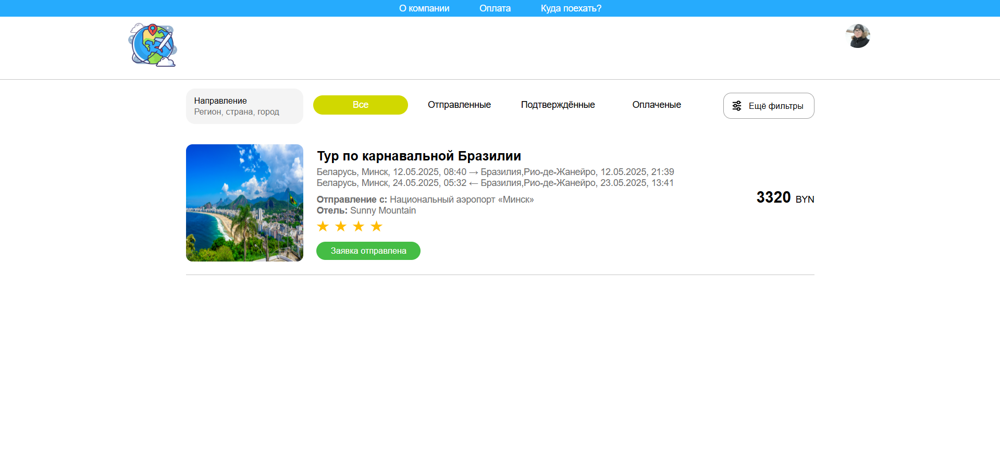 О компании
Оплата
Куда поехать?
Направление
Регион, страна, город
Все
Отправленные
Подтверждённые
Оплаченые
Ещё фильтры
Тур по карнавальной Бразилии
Беларусь, Минск, 12.05.2025, 08:40 → Бразилия,Рио-де-Жанейро, 12.05.2025, 21:39
Беларусь, Минск, 24.05.2025, 05:32 ← Бразилия,Рио-де-Жанейро, 23.05.2025, 13:41
Отправление с: Национальный аэропорт «Минск»
Отель: Sunny Mountain
3320 BYN
Заявка отправлена